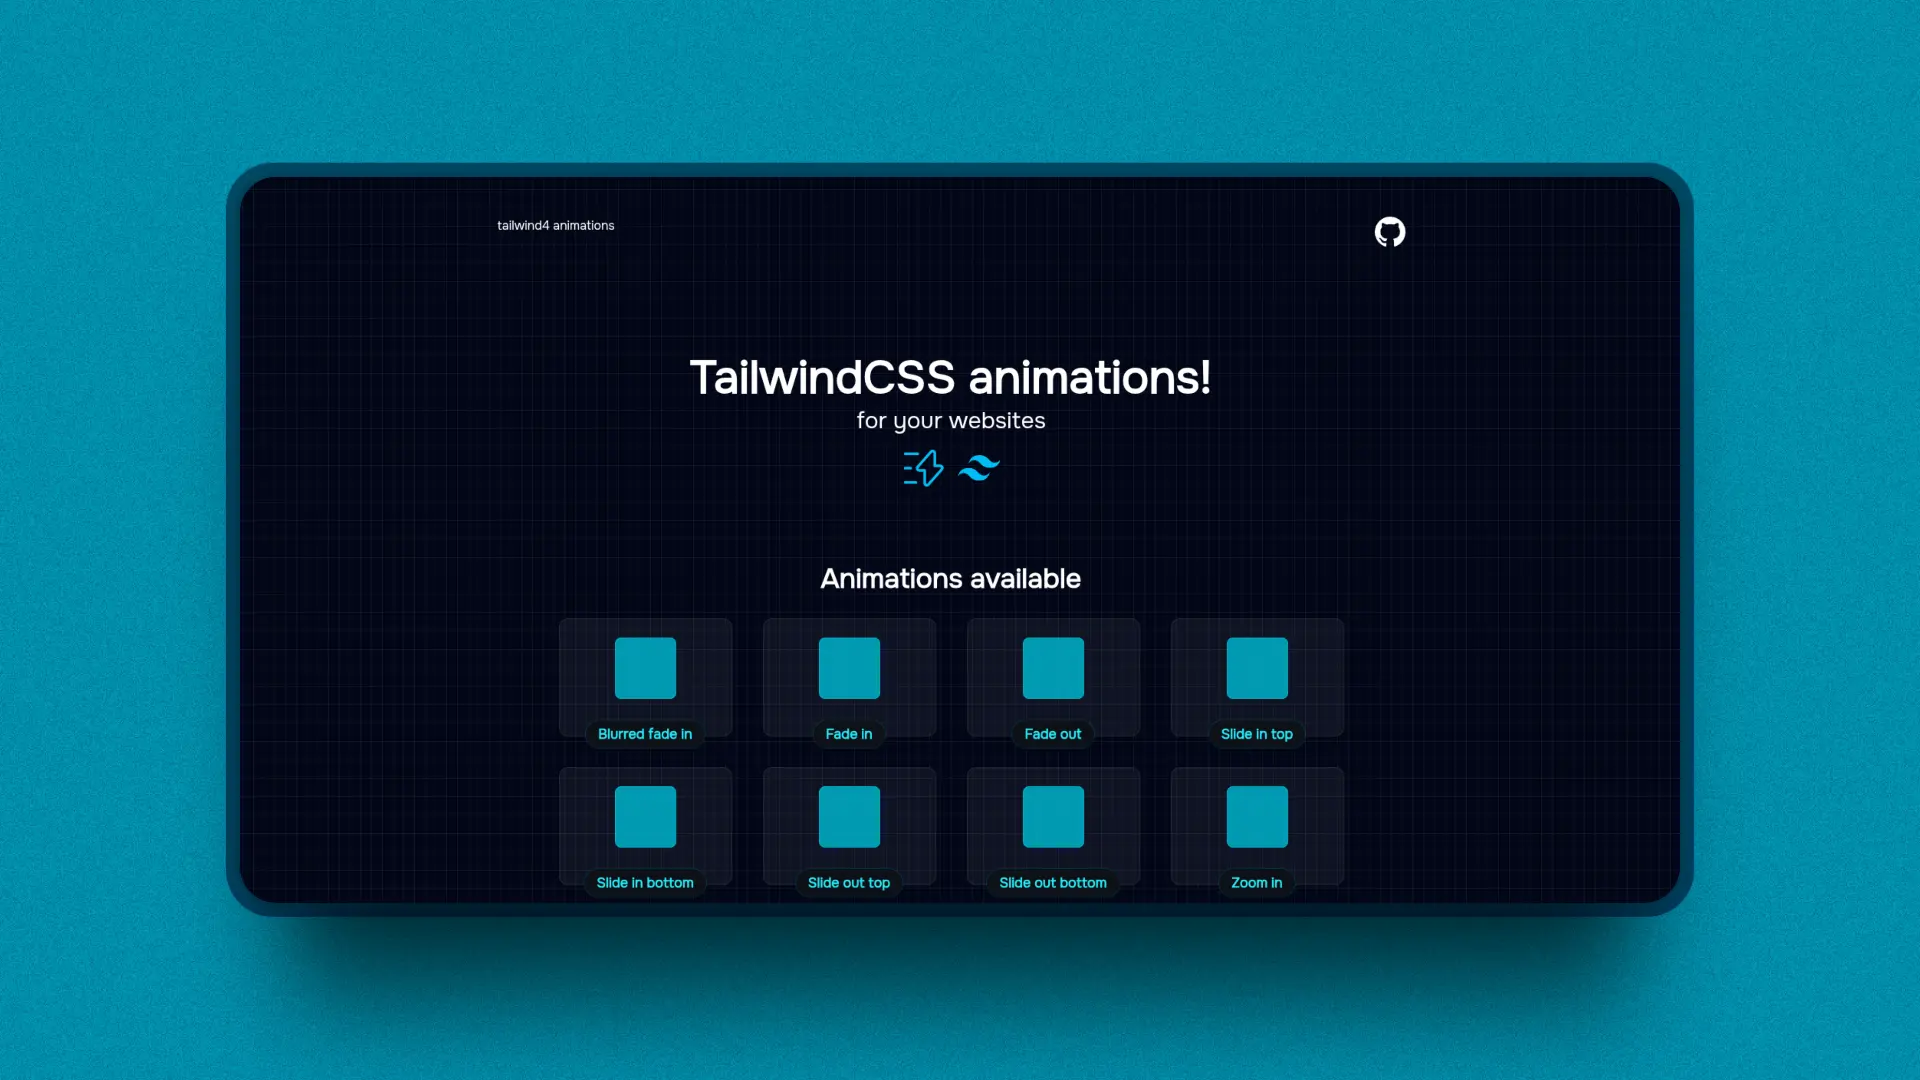 tailwind4 animations
TailwindCSS animations!
for your websites
Animations available
Blurred fade in
Fade in
Fade out
Slide in top
Slide in bottom
Slide out top
Slide out bottom
Zoom in